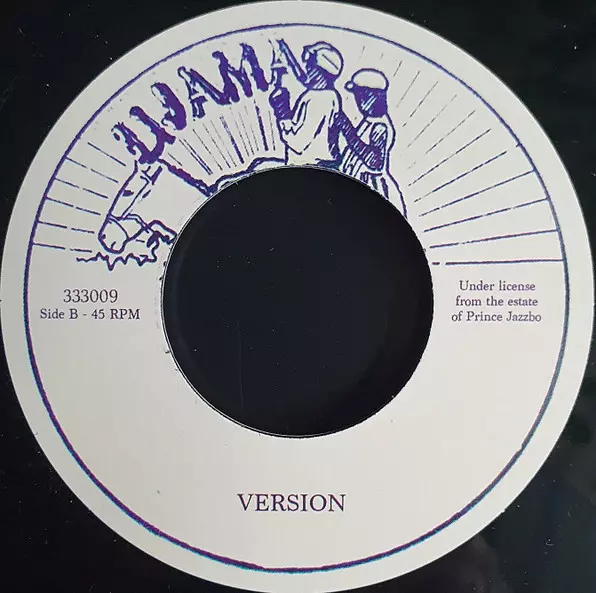 UJAMA
333009
Side B - 45 RPM
Under license
from the estate
of Prince Jazzbo
VERSION